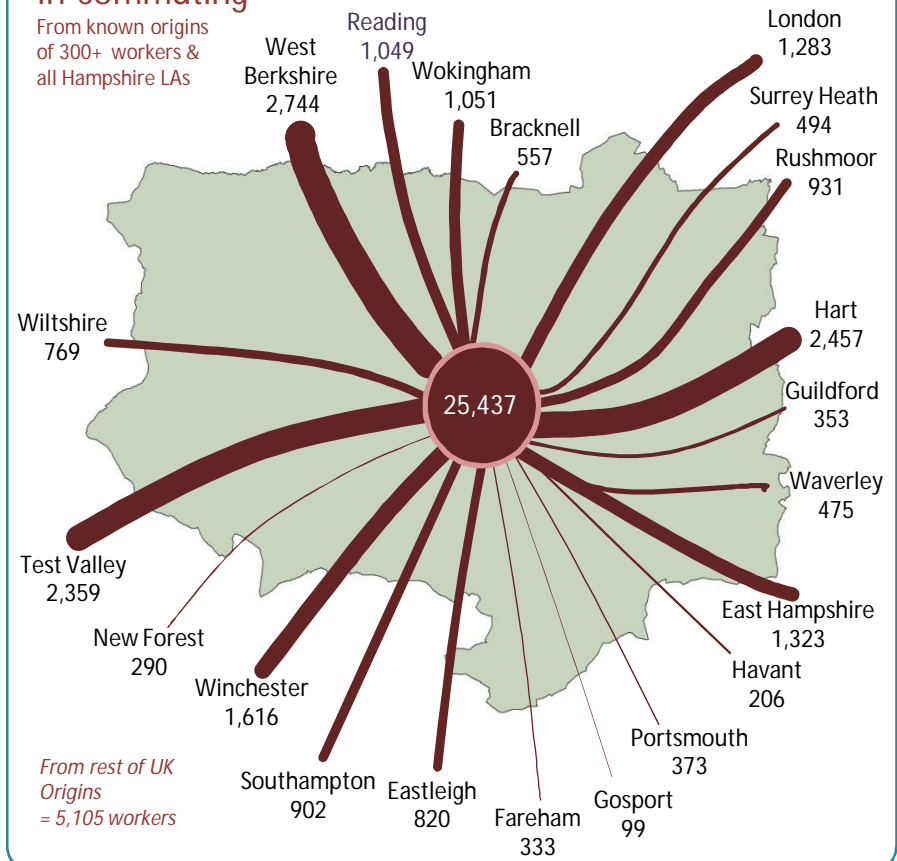 In-commuting
From known origins
of 300+ workers &
all Hampshire LAs
West
Berkshire
2,744
Reading
1,049
Wokingham
1,051
Bracknell
557
London
1,283
Surrey Heath
494
Rushmoor
931
Hart
2,457
Guildford
353
Waverley
475
East Hampshire
1,323
Havant
206
Portsmouth
373
Gosport
99
Fareham
333
Eastleigh
820
Southampton
902
Winchester
1,616
New Forest
290
Test Valley
2,359
Wiltshire
769
25,437
From rest of UK
Origins
= 5,105 workers